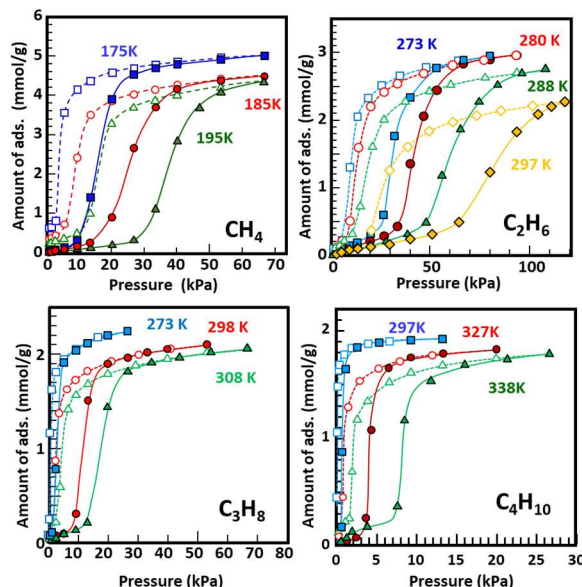 Amount of ads. (mmol/g)
6
5
4
3
2
1
0
175K
185K
195K
CH4
0 10 20 30 40 50 60 70
Pressure (kPa)
Amount of ads. (mmol/g)
3
2
1
0
273 K
280 K
288 K
297 K
C2H6
0 50 100
Pressure (kPa)
Amount of ads. (mmol/g)
2
1
0
273 K
298 K
308 K
C3H8
0 10 20 30 40 50 60 70 80
Pressure (kPa)
Amount of ads. (mmol/g)
2
1
0
297K
327K
338K
C4H10
0 5 10 15 20 25 30
Pressure (kPa)